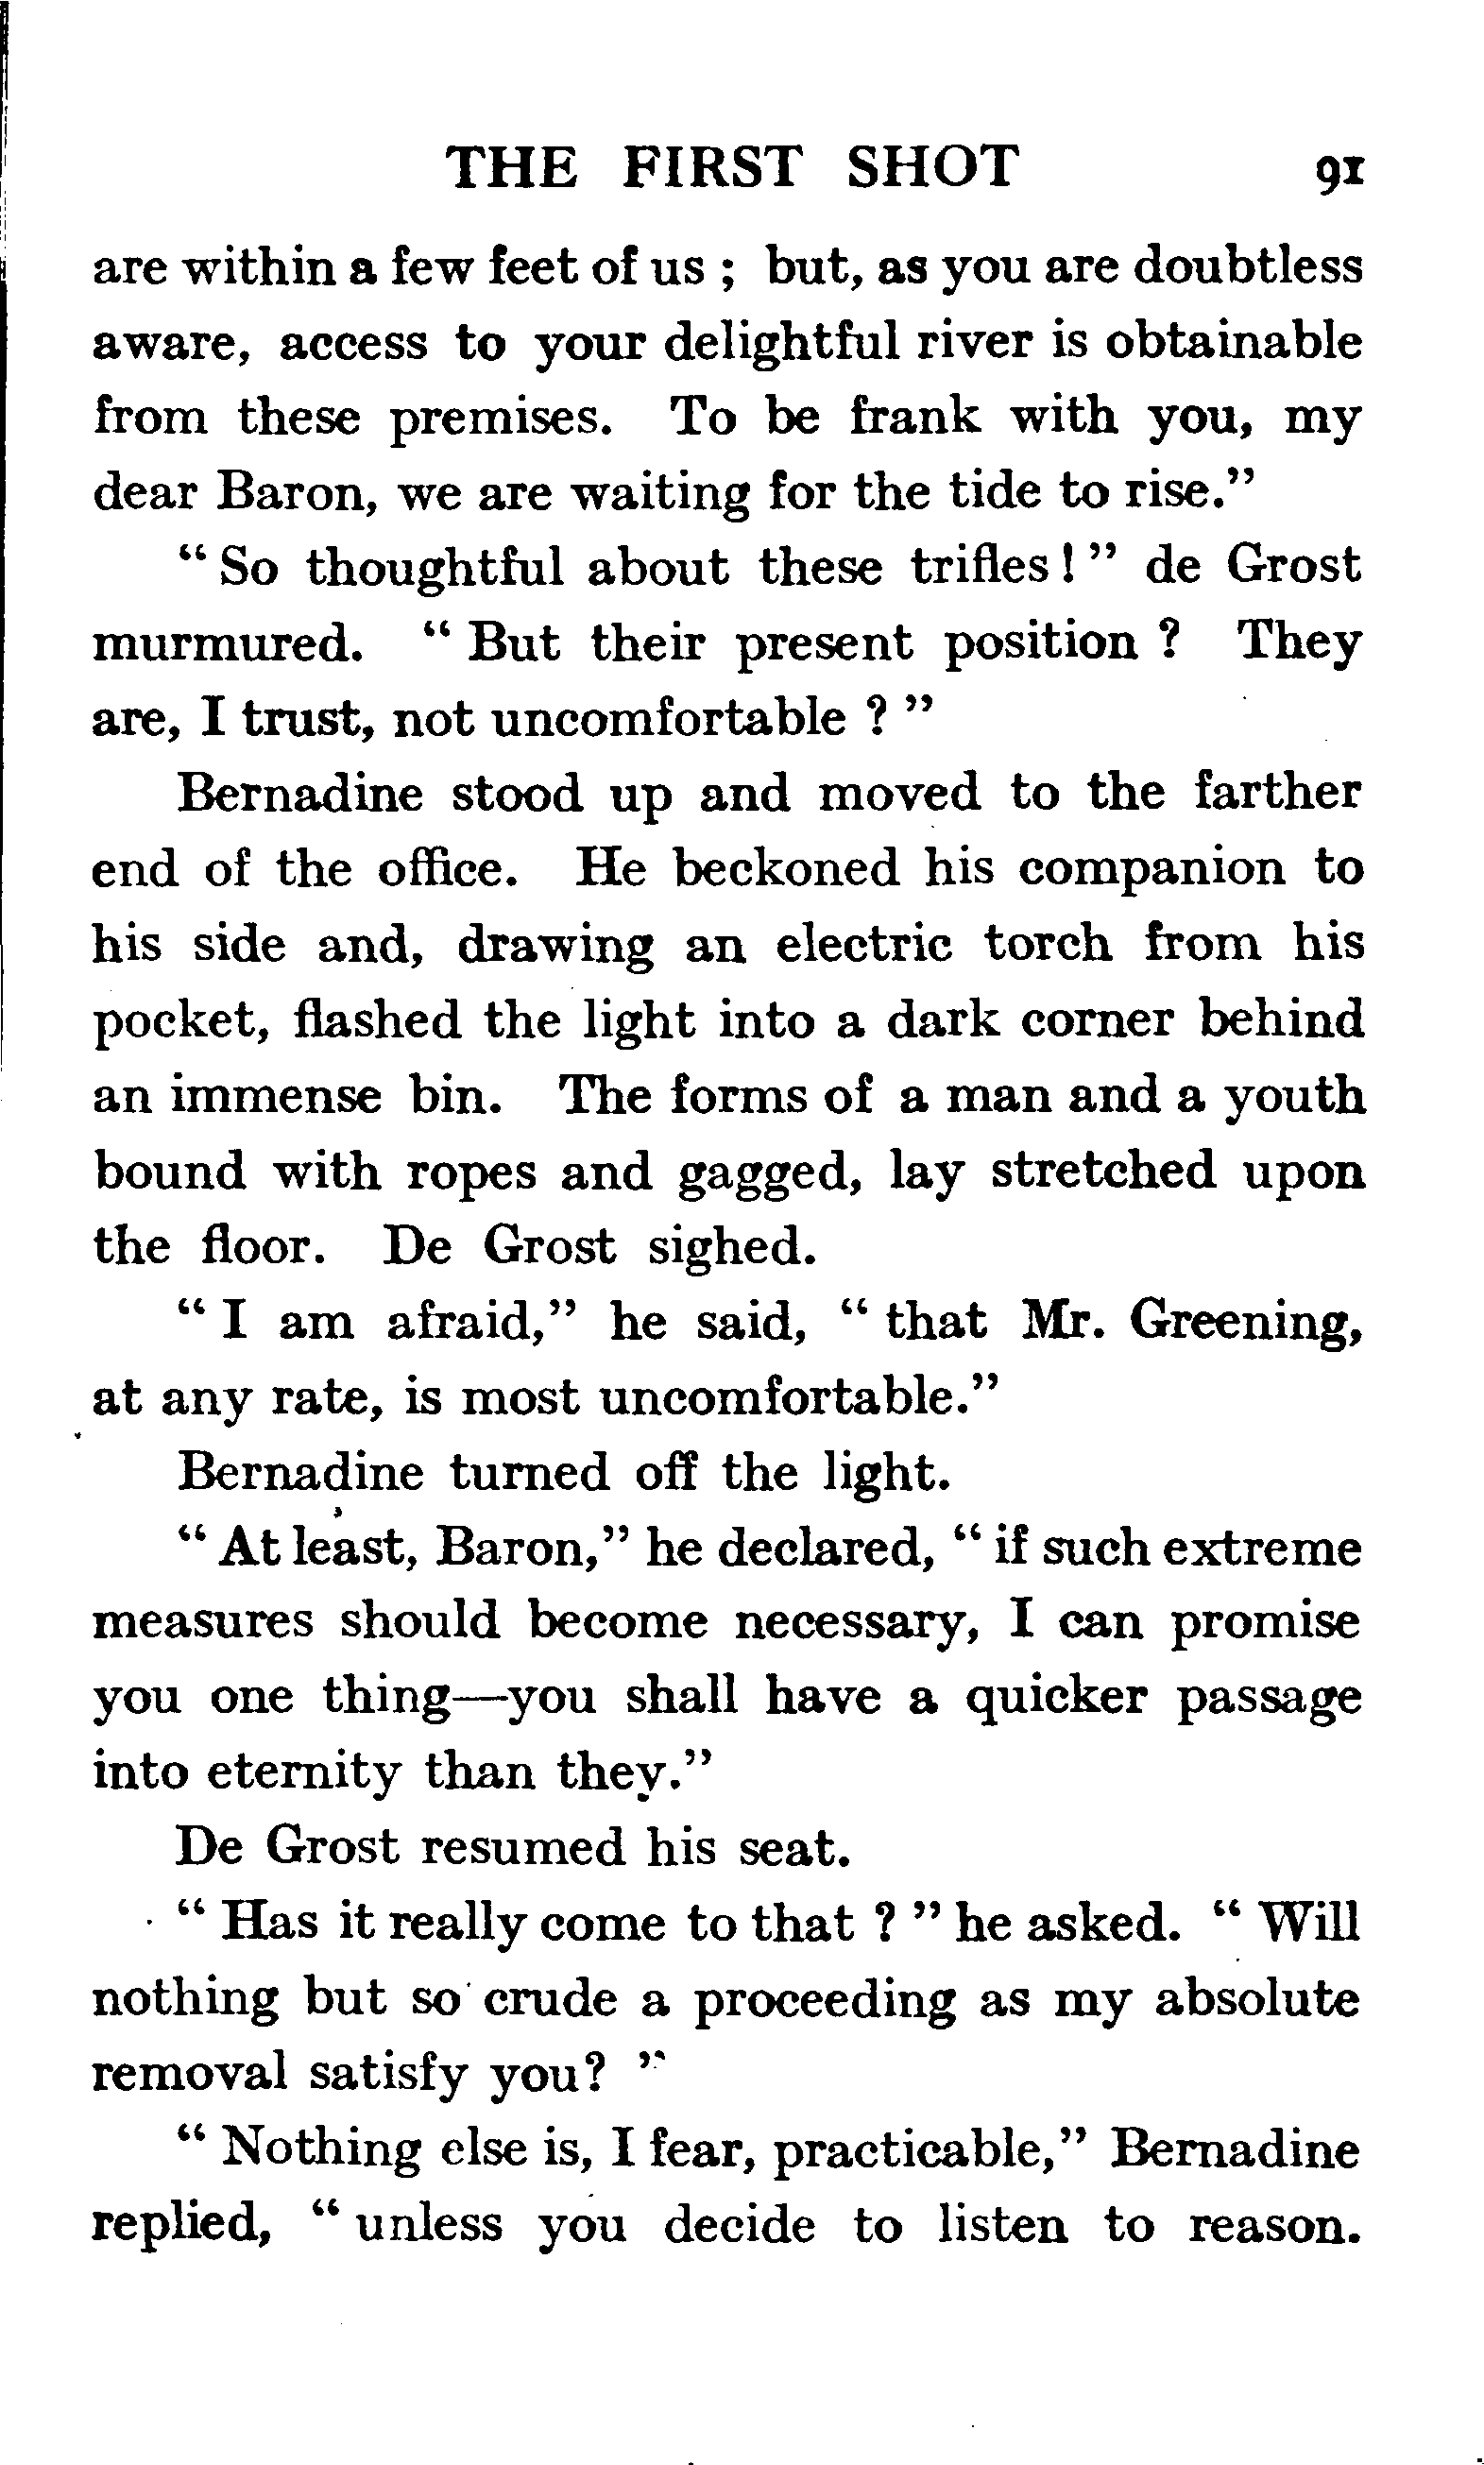 THE FIRST SHOT 91
are within a few feet of us ; but, as you are doubtless
aware, access to your delightful river is obtainable
from these premises. To be frank with you, my
dear Baron, we are waiting for the tide to rise.”
“ So thoughtful about these trifles ! ” de Grost
murmured. “ But their present position ? They
are, I trust, not uncomfortable ? ”
Bernadine stood up and moved to the farther
end of the office. He beckoned his companion to
his side and, drawing an electric torch from his
pocket, flashed the light into a dark corner behind
an immense bin. The forms of a man and a youth
bound with ropes and gagged, lay stretched upon
the floor. De Grost sighed.
“ I am afraid,” he said, “ that Mr. Greening,
at any rate, is most uncomfortable.”
Bernadine turned off the light.
“ At least, Baron,” he declared, “ if such extreme
measures should become necessary, I can promise
you one thing—you shall have a quicker passage
into eternity than they.”
De Grost resumed his seat.
“ Has it really come to that ? ” he asked. “ Will
nothing but so crude a proceeding as my absolute
removal satisfy you? ”
“ Nothing else is, I fear, practicable,” Bernadine
replied, “ unless you decide to listen to reason.